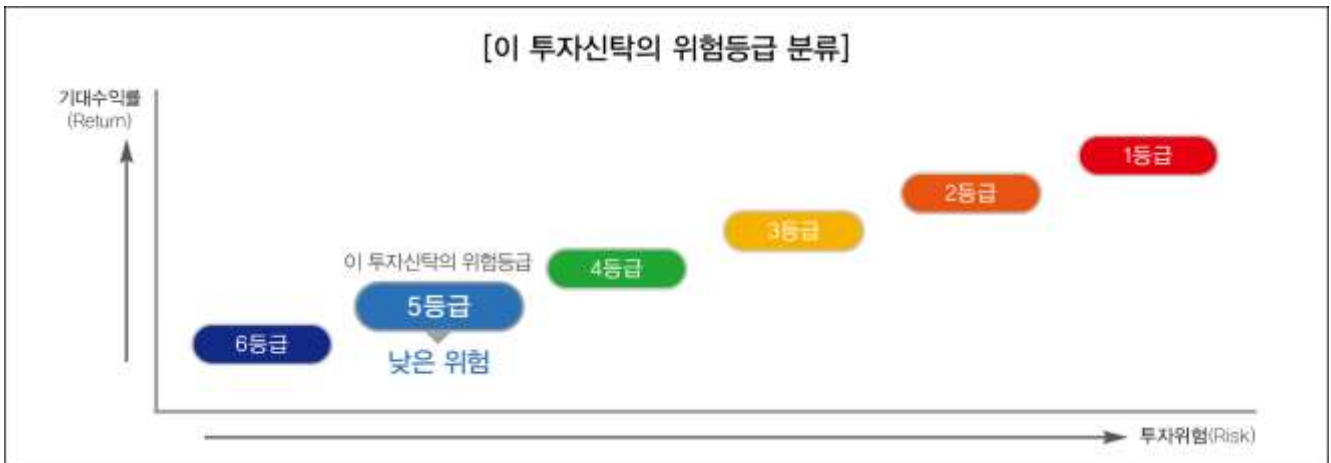 [이 투자신탁의 위험등급 분류]
기대수익률
(Return)
1등급
2등급
3등급
이 투자신탁의 위험등급
4등급
5등급
6등급
낮은 위험
투자위험(Risk)